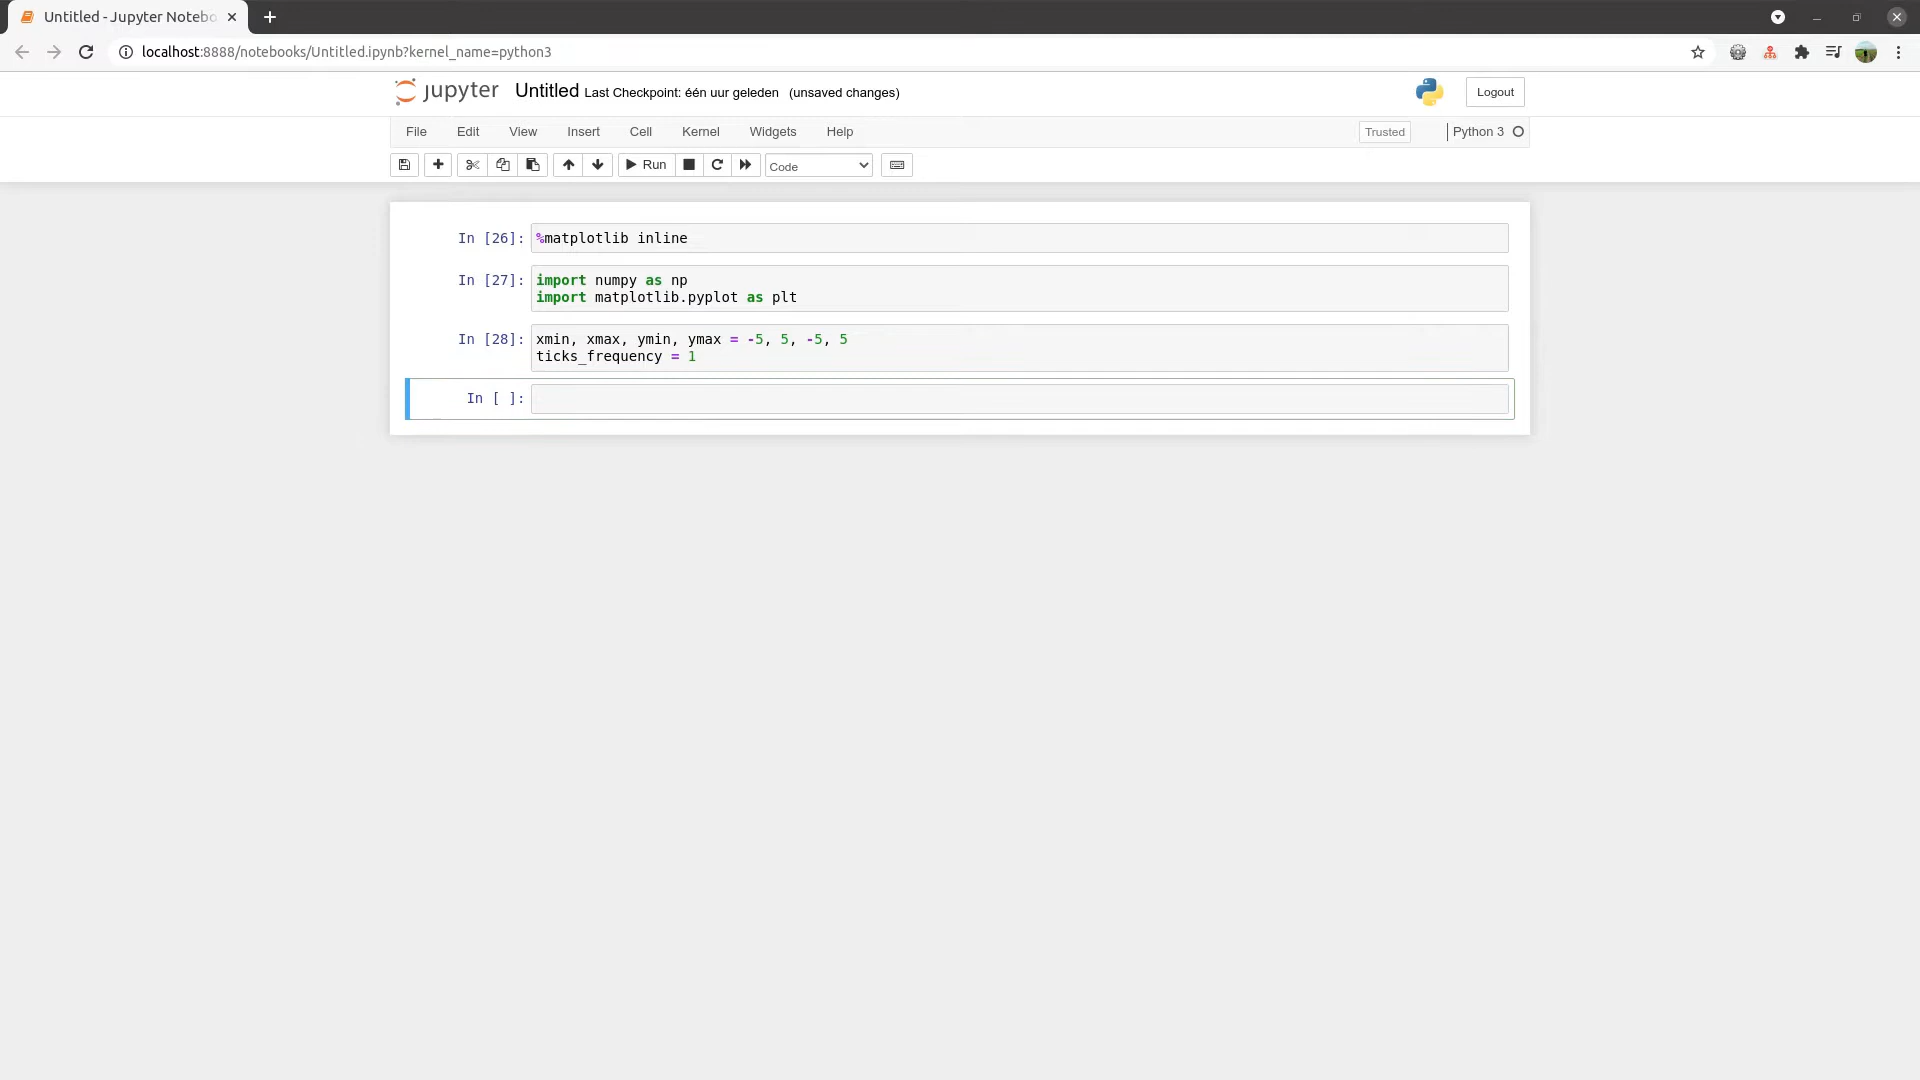 Untitled - Jupyter Notebo
localhost:8888/notebooks/Untitled.ipynb?kernel_name=python3
jupyter Untitled Last Checkpoint: één uur geleden (unsaved changes) Logout
File Edit View Insert Cell Kernel Widgets Help Trusted Python 3
Run Code
In [26]: %matplotlib inline
In [27]: import numpy as np
import matplotlib.pyplot as plt
In [28]: xmin, xmax, ymin, ymax = -5, 5, -5, 5
ticks_frequency = 1
In [ ]: